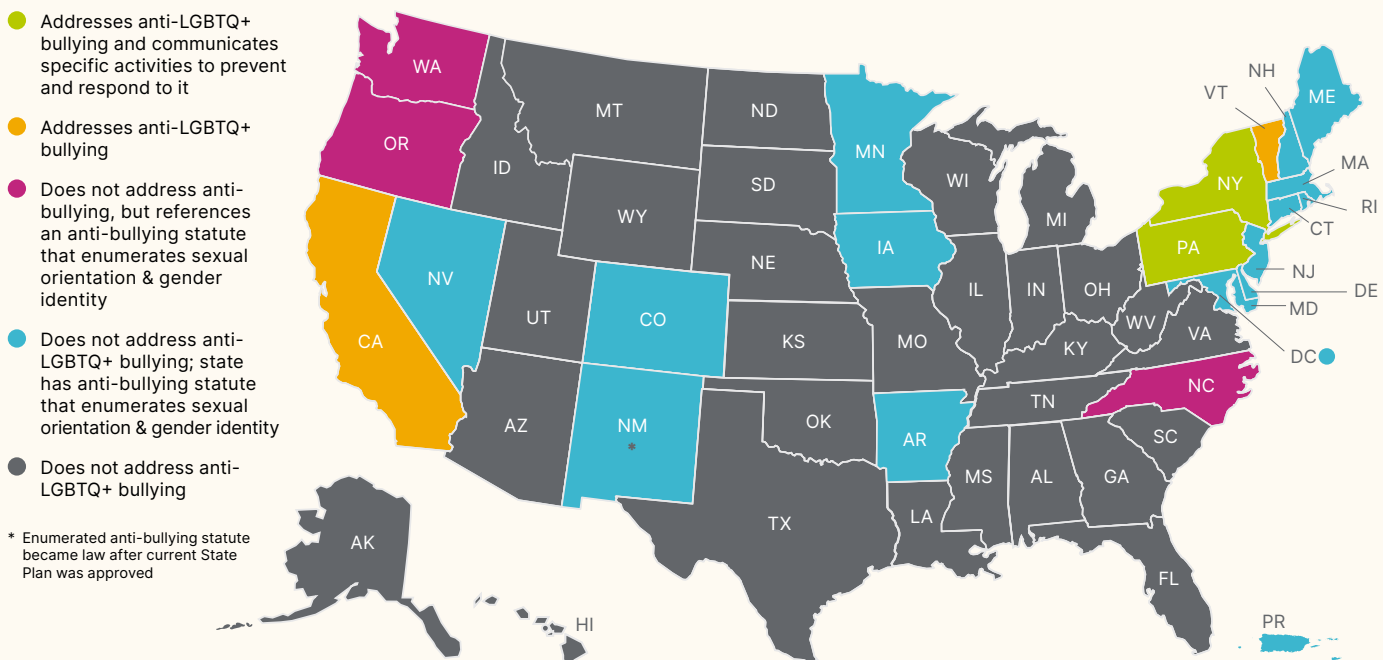 Addresses anti-LGBTQ+
bullying and communicates
specific activities to prevent
and respond to it
Addresses anti-LGBTQ+
bullying
Does not address anti-
bullying, but references
an anti-bullying statute
that enumerates sexual
orientation & gender
identity
Does not address anti-
LGBTQ+ bullying; state
has anti-bullying statute
that enumerates sexual
orientation & gender identity
Does not address anti-
LGBTQ+ bullying
* Enumerated anti-bullying statute
became law after current State
Plan was approved
WA
OR
CA
NV
ID
MT
WY
UT
CO
AZ
NM
*
ND
SD
NE
KS
OK
TX
MN
IA
MO
AR
LA
WI
IL
MI
IN
OH
KY
TN
MS
AL
GA
FL
SC
NC
VA
WV
PA
NY
VT
NH
ME
MA
RI
CT
NJ
DE
MD
DC
AK
HI
PR